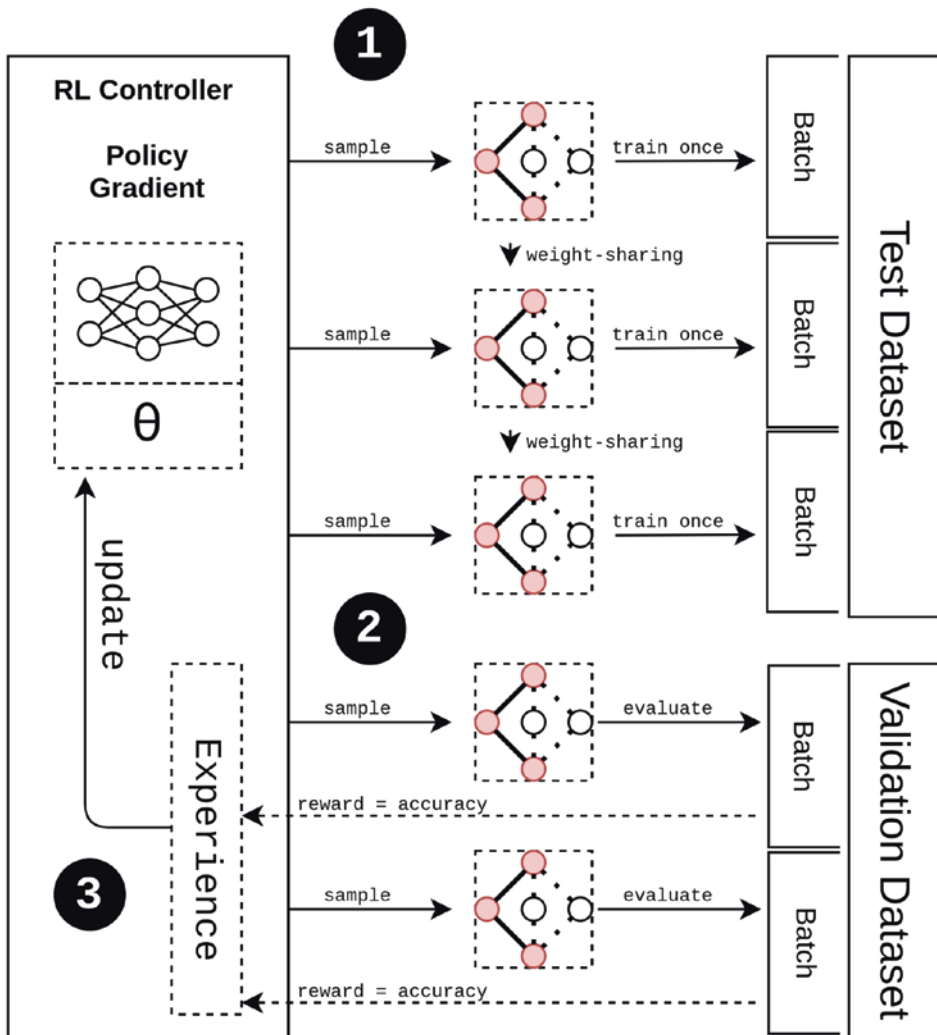 1
RL Controller
Policy
Gradient
θ
update
Experience
3
sample
train once
Batch
weight-sharing
sample
train once
Batch
weight-sharing
sample
train once
Batch
Test Dataset
2
sample
evaluate
Batch
reward = accuracy
sample
evaluate
Batch
reward = accuracy
Validation Dataset